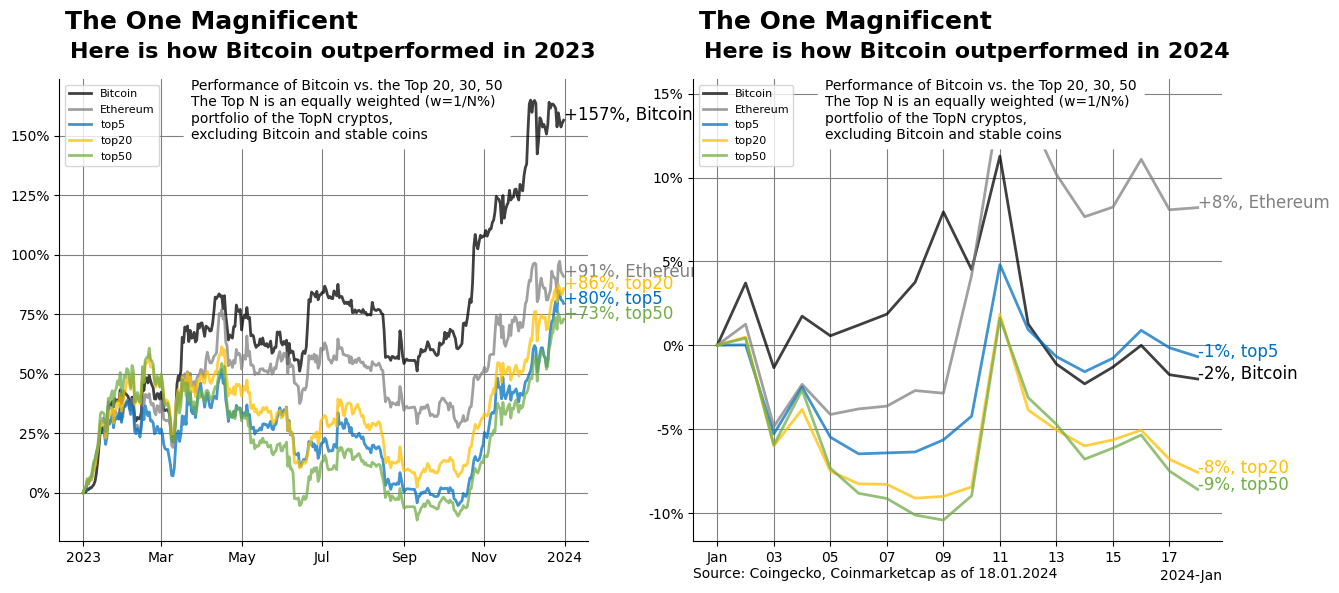 The One Magnificent
Here is how Bitcoin outperformed in 2023
Performance of Bitcoin vs. the Top 20, 30, 50
The Top N is an equally weighted (w=1/N%)
portfolio of the TopN cryptos,
excluding Bitcoin and stable coins
Bitcoin
Ethereum
top5
top20
top50
150%
125%
100%
75%
50%
25%
0%
+157%, Bitcoin
+91%, Ethereum
+86%, top20
+80%, top5
+73%, top50
2023
Mar
May
Jul
Sep
Nov
2024
The One Magnificent
Here is how Bitcoin outperformed in 2024
Performance of Bitcoin vs. the Top 20, 30, 50
The Top N is an equally weighted (w=1/N%)
portfolio of the TopN cryptos,
excluding Bitcoin and stable coins
Bitcoin
Ethereum
top5
top20
top50
15%
10%
5%
0%
-5%
-10%
+8%, Ethereum
-1%, top5
-2%, Bitcoin
-8%, top20
-9%, top50
Jan
03
05
07
09
11
13
15
17
2024-Jan
Source: Coingecko, Coinmarketcap as of 18.01.2024